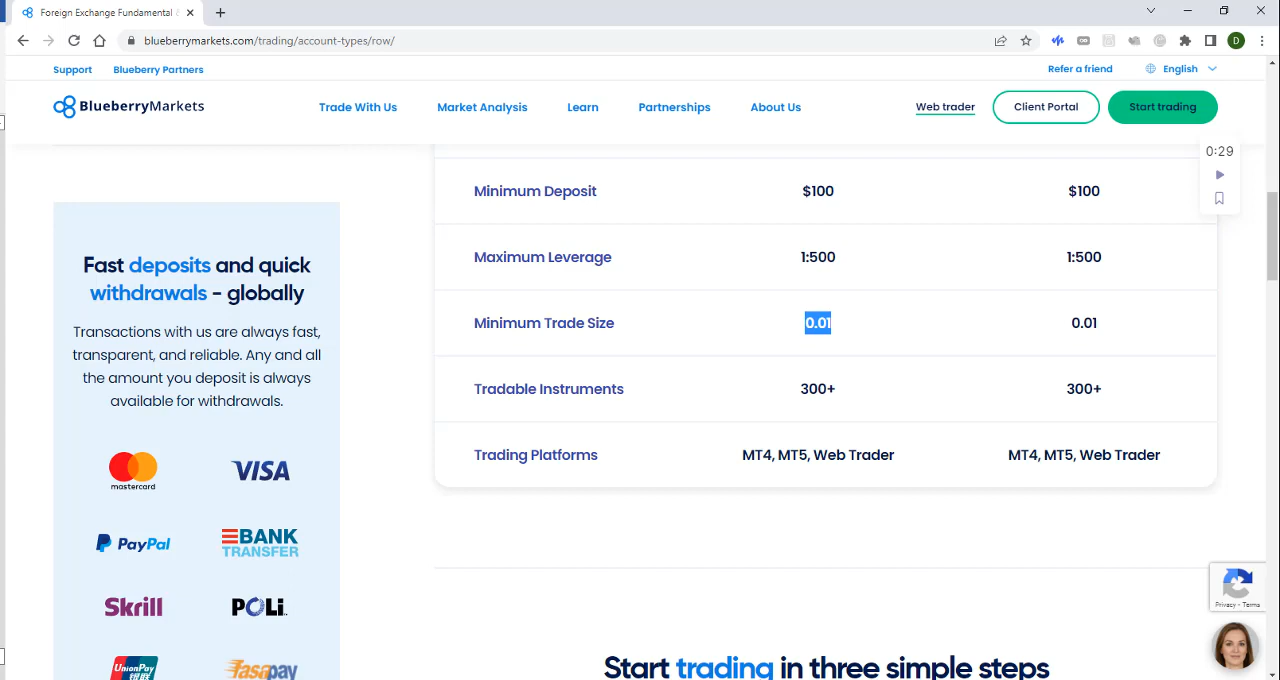 Foreign Exchange Fundamental
blueberrymarkets.com/trading/account-types/row/
D
Support
Blueberry Partners
Refer a friend
English
BlueberryMarkets
Trade With Us
Market Analysis
Learn
Partnerships
About Us
Web trader
Client Portal
Start trading
0:29
Minimum Deposit $100 $100
Maximum Leverage 1:500 1:500
Minimum Trade Size 0.01 0.01
Tradable Instruments 300+ 300+
Trading Platforms MT4, MT5, Web Trader MT4, MT5, Web Trader
Fast deposits and quick
withdrawals - globally
Transactions with us are always fast,
transparent, and reliable. Any and all
the amount you deposit is always
available for withdrawals.
mastercard
VISA
PayPal
BANK
TRANSFER
Skrill
POLi
UnionPay
银联
fasapay
Start trading in three simple steps
Privacy - Terms